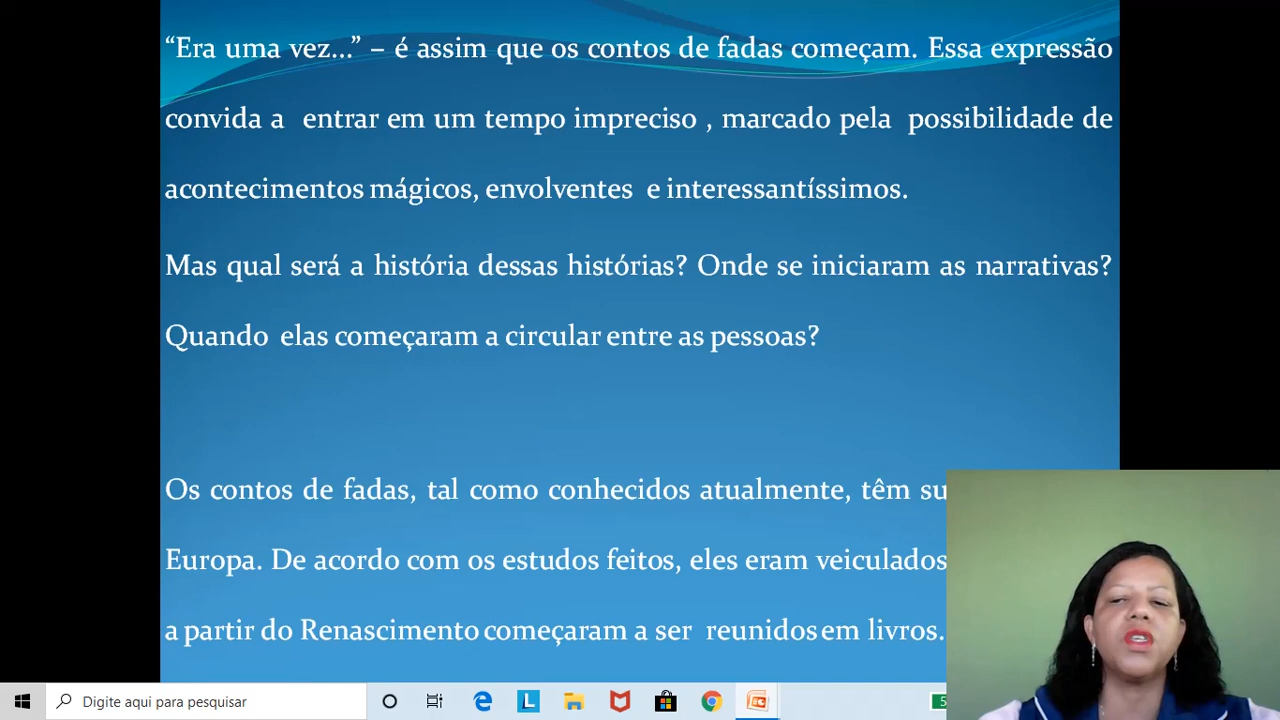 “Era uma vez...” – é assim que os contos de fadas começam. Essa expressão
convida a entrar em um tempo impreciso , marcado pela possibilidade de
acontecimentos mágicos, envolventes e interessantíssimos.
Mas qual será a história dessas histórias? Onde se iniciaram as narrativas?
Quando elas começaram a circular entre as pessoas?
Os contos de fadas, tal como conhecidos atualmente, têm
Europa. De acordo com os estudos feitos, eles eram veiculados
a partir do Renascimento começaram a ser reunidos em livros.
Digite aqui para pesquisar